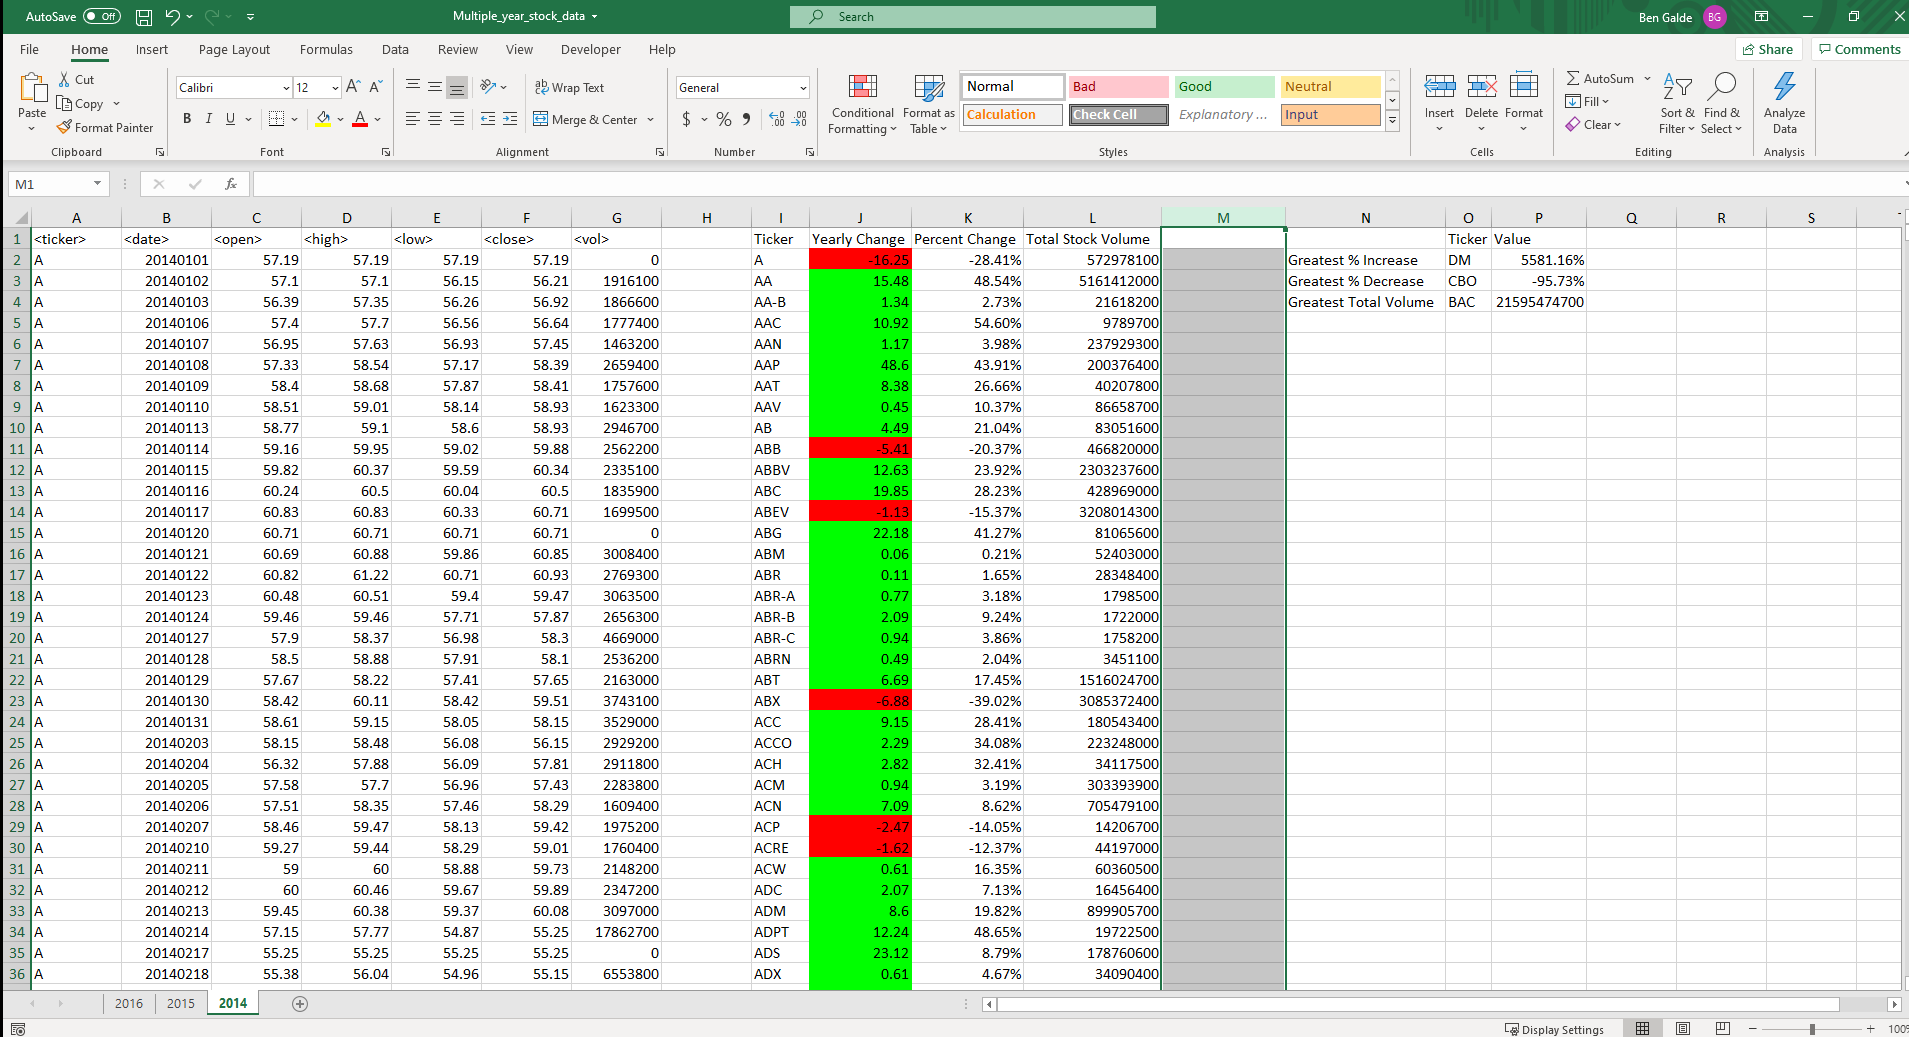 AutoSave Off Multiple_year_stock_data Search Ben Galde BG
File Home Insert Page Layout Formulas Data Review View Developer Help Share Comments
Paste Cut Copy Format Painter Clipboard
Calibri 12 A A B I U A Font
ab Wrap Text Merge & Center Alignment
General $ % 9 Number
Conditional Formatting Format as Table
Normal Bad Good Neutral
Calculation Check Cell Explanatory ... Input
Styles
Insert Delete Format Cells
AutoSum Fill Clear Sort & Filter Find & Select Editing
Analyze Data Analysis
M1 fx
A B C D E F G H I J K L M N O P Q R S
1 <ticker> <date> <open> <high> <low> <close> <vol> Ticker Yearly Change Percent Change Total Stock Volume Ticker Value
2 A 20140101 57.19 57.19 57.19 57.19 0 A -16.25 -28.41% 572978100 Greatest % Increase DM 5581.16%
3 A 20140102 57.1 57.1 56.15 56.21 1916100 AA 15.48 48.54% 5161412000 Greatest % Decrease CBO -95.73%
4 A 20140103 56.39 57.35 56.26 56.92 1866600 AA-B 1.34 2.73% 21618200 Greatest Total Volume BAC 21595474700
5 A 20140106 57.4 57.7 56.56 56.64 1777400 AAC 10.92 54.60% 9789700
6 A 20140107 56.95 57.63 56.93 57.45 1463200 AAN 1.17 3.98% 237929300
7 A 20140108 57.33 58.54 57.17 58.39 2659400 AAP 48.6 43.91% 200376400
8 A 20140109 58.4 58.68 57.87 58.41 1757600 AAT 8.38 26.66% 40207800
9 A 20140110 58.51 59.01 58.14 58.93 1623300 AAV 0.45 10.37% 86658700
10 A 20140113 58.77 59.1 58.6 58.93 2946700 AB 4.49 21.04% 83051600
11 A 20140114 59.16 59.95 59.02 59.88 2562200 ABB -5.41 -20.37% 466820000
12 A 20140115 59.82 60.37 59.59 60.34 2335100 ABBV 12.63 23.92% 2303237600
13 A 20140116 60.24 60.5 60.04 60.5 1835900 ABC 19.85 28.23% 428969000
14 A 20140117 60.83 60.83 60.33 60.71 1699500 ABEV -1.13 -15.37% 3208014300
15 A 20140120 60.71 60.71 60.71 60.71 0 ABG 22.18 41.27% 81065600
16 A 20140121 60.69 60.88 59.86 60.85 3008400 ABM 0.06 0.21% 52403000
17 A 20140122 60.82 61.22 60.71 60.93 2769300 ABR 0.11 1.65% 28348400
18 A 20140123 60.48 60.51 59.4 59.47 3063500 ABR-A 0.77 3.18% 1798500
19 A 20140124 59.46 59.46 57.71 57.87 2656300 ABR-B 2.09 9.24% 1722000
20 A 20140127 57.9 58.37 56.98 58.3 4669000 ABR-C 0.94 3.86% 1758200
21 A 20140128 58.5 58.88 57.91 58.1 2536200 ABRN 0.49 2.04% 3451100
22 A 20140129 57.67 58.22 57.41 57.65 2163000 ABT 6.69 17.45% 1516024700
23 A 20140130 58.42 60.11 58.42 59.51 3743100 ABX -6.88 -39.02% 3085372400
24 A 20140131 58.61 59.15 58.05 58.15 3529000 ACC 9.15 28.41% 180543400
25 A 20140203 58.15 58.48 56.08 56.15 2929200 ACCO 2.29 34.08% 223248000
26 A 20140204 56.32 57.88 56.09 57.81 2911800 ACH 2.82 32.41% 34117500
27 A 20140205 57.58 57.7 56.96 57.43 2283800 ACM 0.94 3.19% 303393900
28 A 20140206 57.51 58.35 57.46 58.29 1609400 ACN 7.09 8.62% 705479100
29 A 20140207 58.46 59.47 58.13 59.42 1975200 ACP -2.47 -14.05% 14206700
30 A 20140210 59.27 59.44 58.29 59.01 1760400 ACRE -1.62 -12.37% 44197000
31 A 20140211 59 60 58.88 59.73 2148200 ACW 0.61 16.35% 60360500
32 A 20140212 60 60.46 59.67 59.89 2347200 ADC 2.07 7.13% 16456400
33 A 20140213 59.45 60.38 59.37 60.08 3097000 ADM 8.6 19.82% 899905700
34 A 20140214 57.15 57.77 54.87 55.25 17862700 ADPT 12.24 48.65% 19722500
35 A 20140217 55.25 55.25 55.25 55.25 0 ADS 23.12 8.79% 178760600
36 A 20140218 55.38 56.04 54.96 55.15 6553800 ADX 0.61 4.67% 34090400
2016 2015 2014
Display Settings 100%